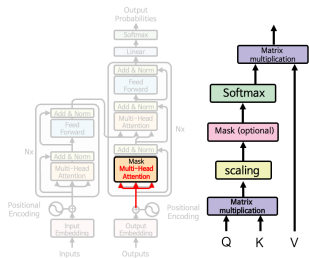 Output
Probabilities
Softmax
Linear
Add & Norm
Feed
Forward
Add & Norm
Multi-Head
Attention
Add & Norm
Mask
Multi-Head
Attention
Nx
Add & Norm
Feed
Forward
Add & Norm
Multi-Head
Attention
Nx
Positional
Encoding
Positional
Encoding
Input
Embedding
Output
Embedding
Inputs
Outputs
Matrix
multiplication
Softmax
Mask (optional)
scaling
Matrix
multiplication
Q K V